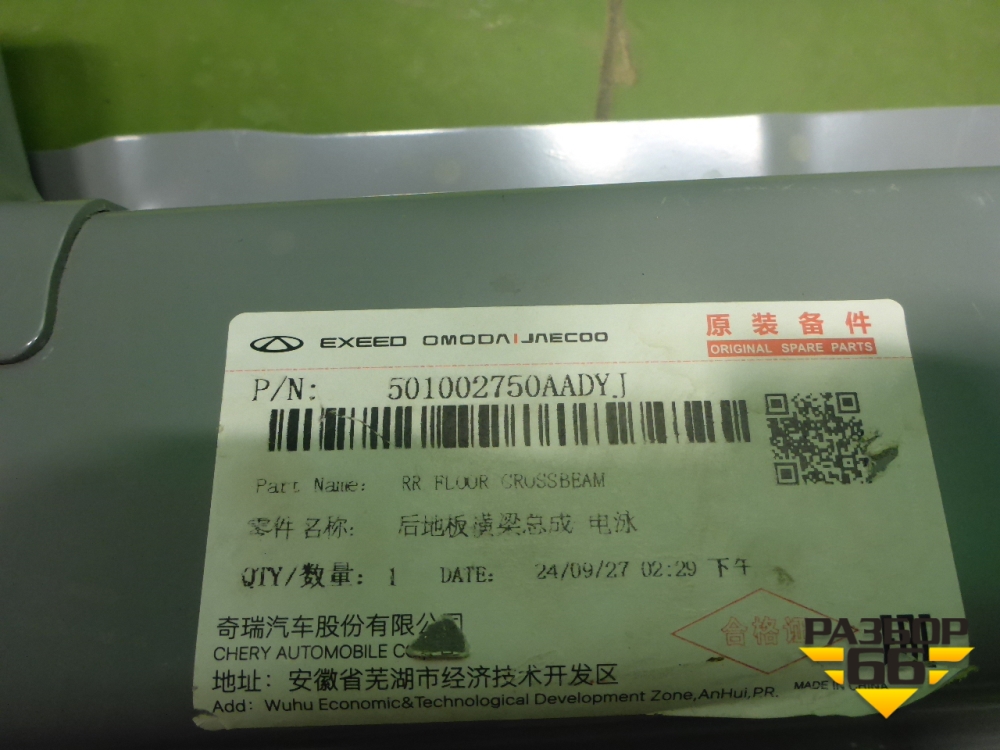 EXEED OMODA|JAECOO
原装备件
ORIGINAL SPARE PARTS
P/N: 501002750AADYJ
Part Name: RR FLOOR CROSSBEAM
零件名称: 后地板横梁总成 电泳
QTY/数量: 1 DATE: 24/09/27 02:29 下午
奇瑞汽车股份有限公司
CHERY AUTOMOBILE
合格证
地址：安徽省芜湖市经济技术开发区
MADE IN CHINA
Add: Wuhu Economic&Technological Development Zone,AnHui,P.R.
РАЗБОР
66